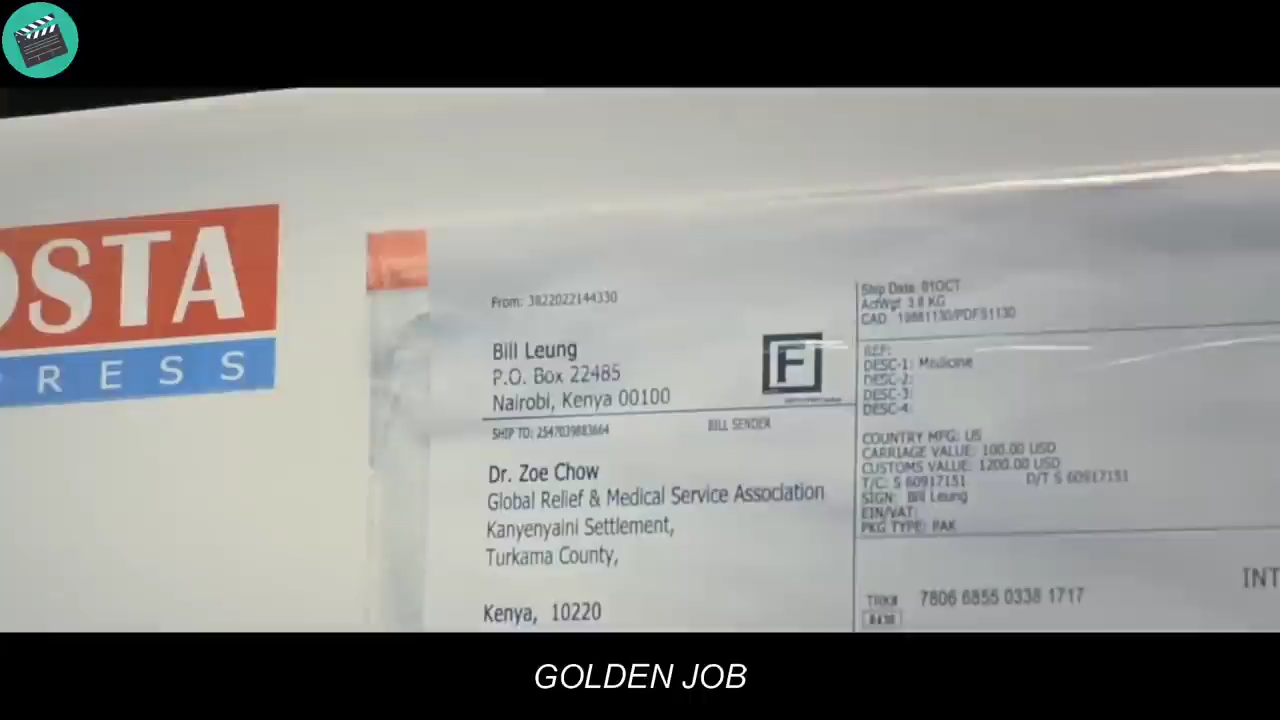 OSTA
RESS
From: 3822022144330
Bill Leung
P.O. Box 22485
Nairobi, Kenya 00100
F
SHIP TO: 2547039883664
BILL SENDER
Dr. Zoe Chow
Global Relief & Medical Service Association
Kanyenyaini Settlement,
Turkama County,
Kenya, 10220
Ship Date: 01OCT
ActWgt: 3.8 KG
CAD: 19881130/PDFS1130
REF:
DESC-1: Medicine
DESC-2:
DESC-3:
DESC-4:
COUNTRY MFG: US
CARRIAGE VALUE: 100.00 USD
CUSTOMS VALUE: 1200.00 USD
T/C: S 60917151 D/T S 60917151
SIGN: Bill Leung
EIN/VAT:
PKG TYPE: PAK
INT
TRK# 7806 6855 0338 1717
GOLDEN JOB